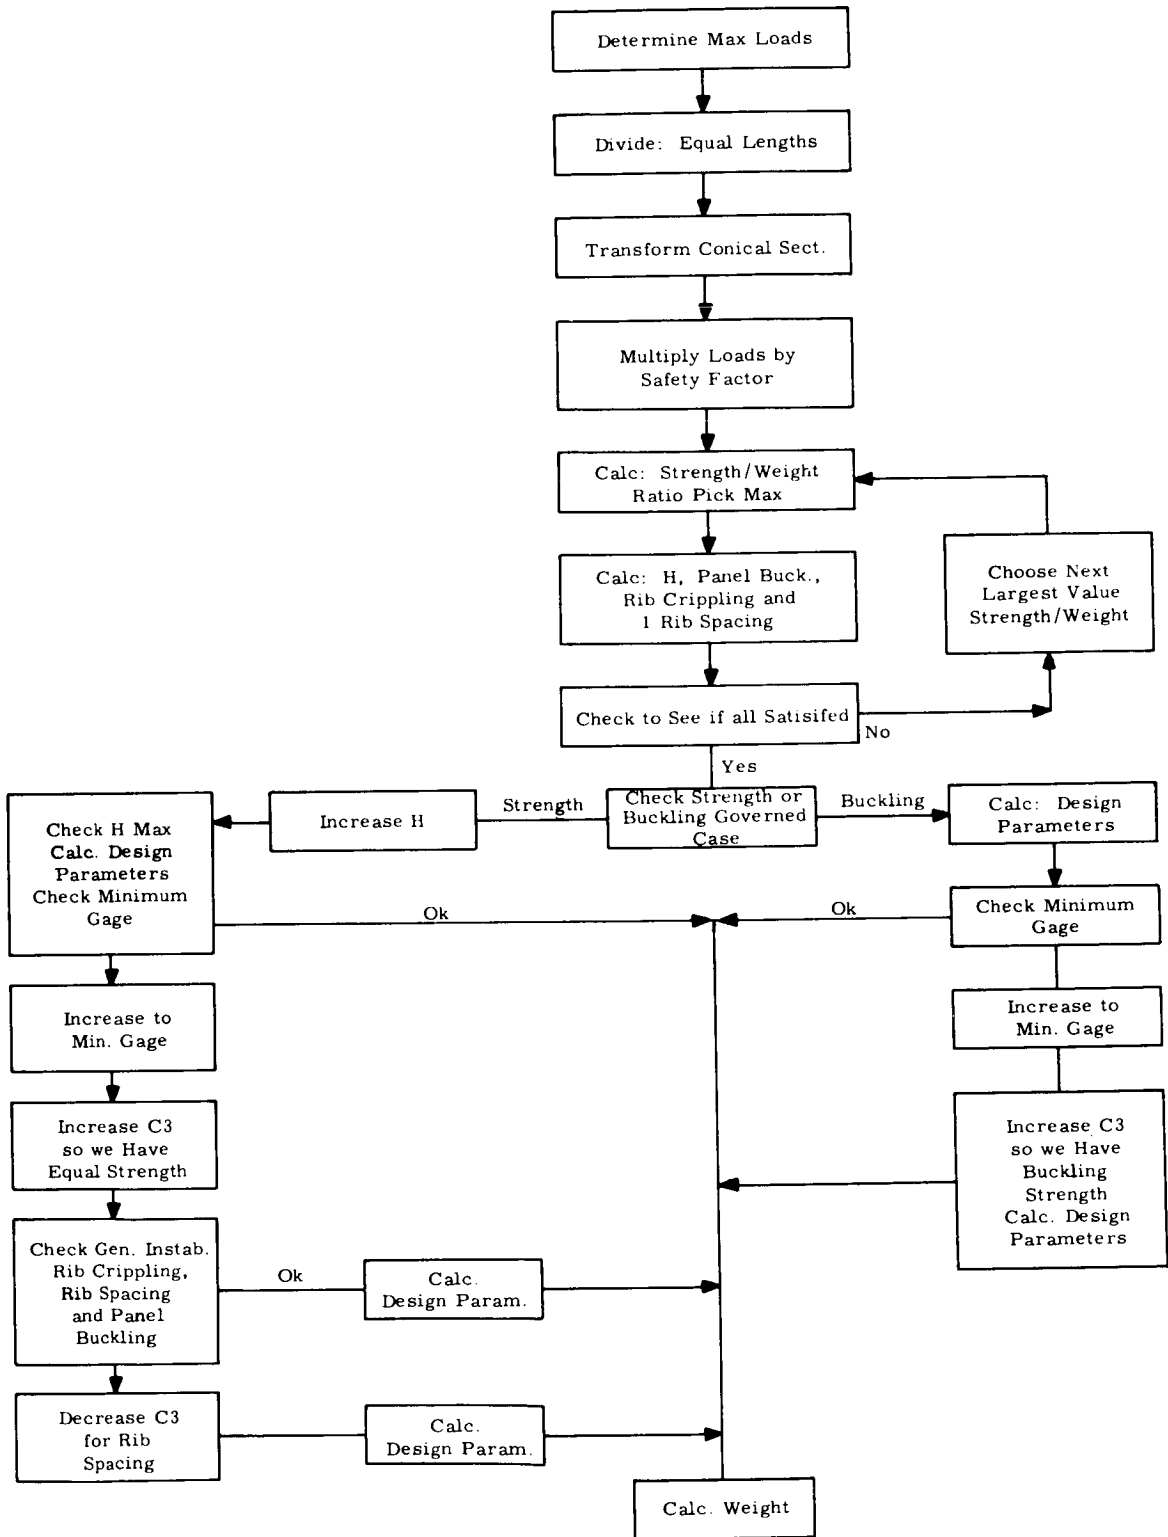 Determine Max Loads
Divide: Equal Lengths
Transform Conical Sect.
Multiply Loads by
Safety Factor
Calc: Strength/Weight
Ratio Pick Max
Calc: H, Panel Buck.,
Rib Crippling and
1 Rib Spacing
Choose Next
Largest Value
Strength/Weight
Check to See if all Satisifed
No
Yes
Check H Max
Calc. Design
Parameters
Check Minimum
Gage
Increase H
Strength
Check Strength or
Buckling Governed
Case
Buckling
Calc: Design
Parameters
Ok
Ok
Check Minimum
Gage
Increase to
Min. Gage
Increase to
Min. Gage
Increase C3
so we Have
Equal Strength
Increase C3
so we Have
Buckling
Strength
Calc. Design
Parameters
Check Gen. Instab.
Rib Crippling,
Rib Spacing
and Panel
Buckling
Ok
Calc.
Design Param.
Decrease C3
for Rib
Spacing
Calc.
Design Param.
Calc. Weight